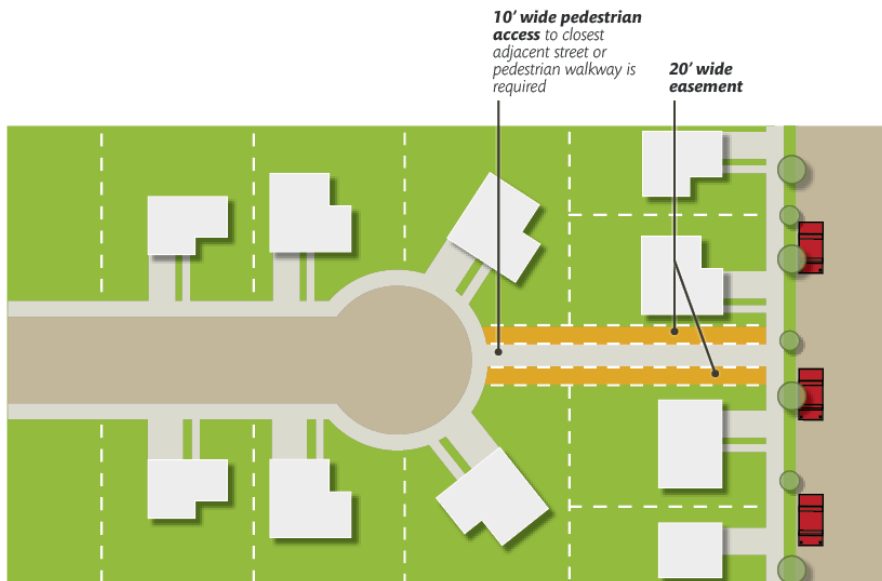 10’ wide pedestrian
access to closest
adjacent street or
pedestrian walkway is
required
20’ wide
easement